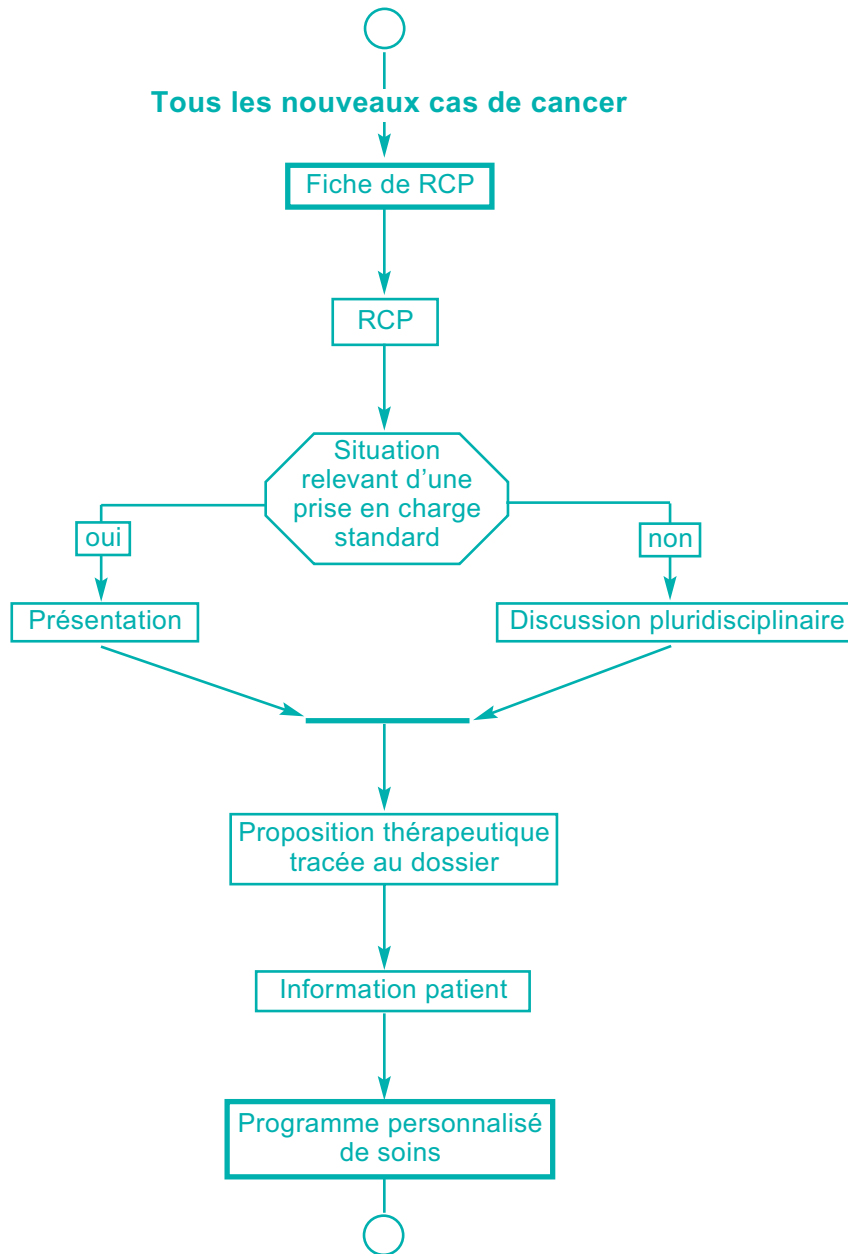 Tous les nouveaux cas de cancer
Fiche de RCP
RCP
Situation
relevant d’une
prise en charge
standard
oui
non
Présentation
Discussion pluridisciplinaire
Proposition thérapeutique
tracée au dossier
Information patient
Programme personnalisé
de soins